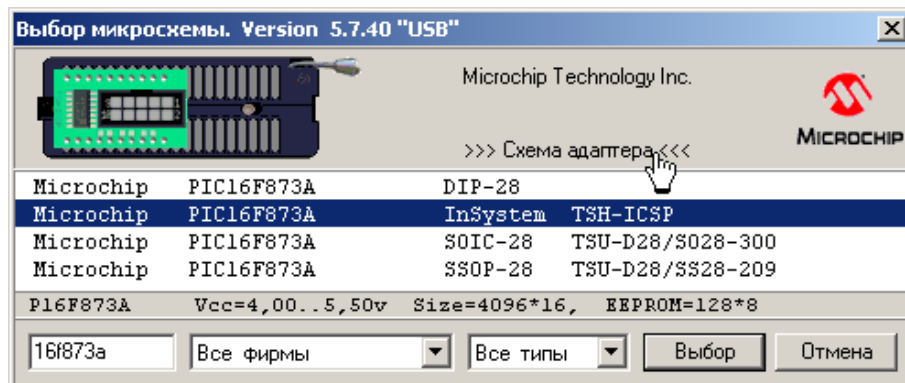 Выбор микросхемы. Version 5.7.40 "USB"
Microchip Technology Inc.
MICROCHIP
>>> Схема адаптера <<<
Microchip PIC16F873A DIP-28
Microchip PIC16F873A InSystem TSH-ICSP
Microchip PIC16F873A SOIC-28 TSU-D28/SO28-300
Microchip PIC16F873A SSOP-28 TSU-D28/SS28-209
P16F873A Vcc=4,00..5,50v Size=4096*16, EEPROM=128*8
16f873a Все фирмы Все типы Выбор Отмена